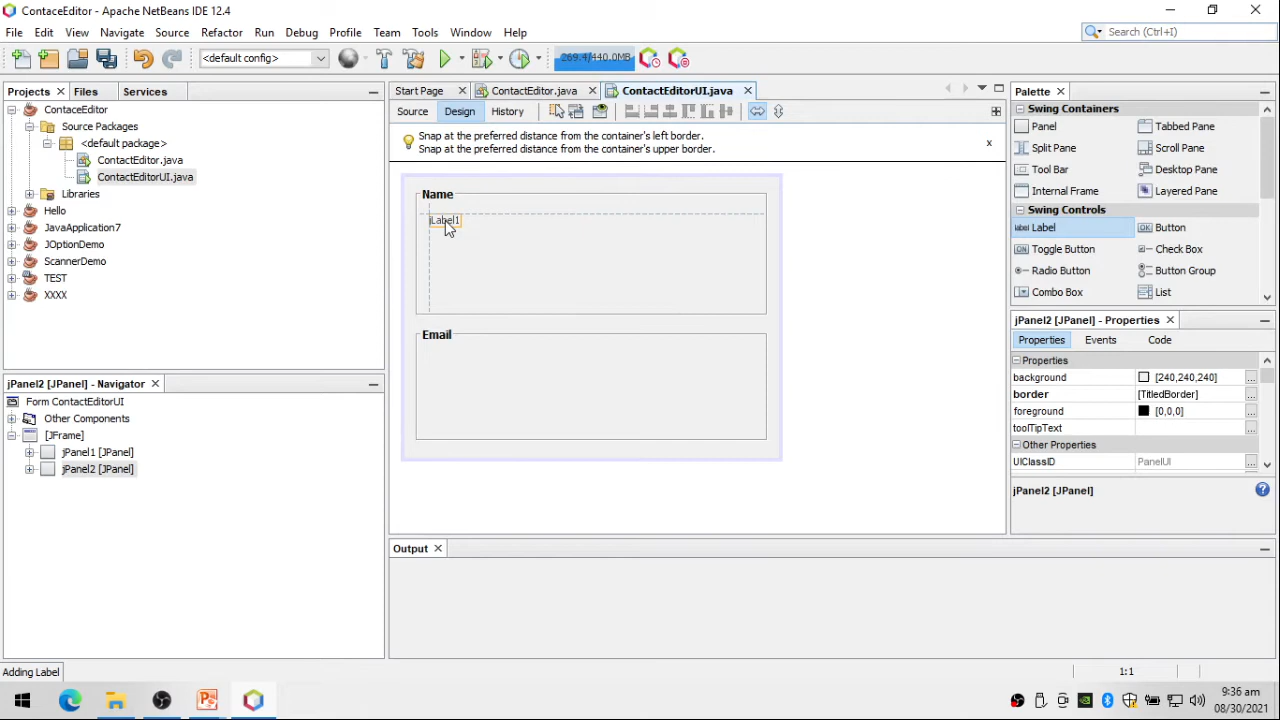 ContaceEditor - Apache NetBeans IDE 12.4
File Edit View Navigate Source Refactor Run Debug Profile Team Tools Window Help
Search (Ctrl+I)
<default config>
269.4/440.0MB
Projects Files Services
ContaceEditor
Source Packages
<default package>
ContactEditor.java
ContactEditorUI.java
Libraries
Hello
JavaApplication7
JOptionDemo
ScannerDemo
TEST
XXXX
jPanel2 [JPanel] - Navigator
Form ContactEditorUI
Other Components
[JFrame]
jPanel1 [JPanel]
jPanel2 [JPanel]
Adding Label
Start Page ContactEditor.java ContactEditorUI.java
Source Design History
Snap at the preferred distance from the container's left border.
Snap at the preferred distance from the container's upper border.
x
Name
jLabel1
Email
Output
Palette
Swing Containers
Panel Tabbed Pane
Split Pane Scroll Pane
Tool Bar Desktop Pane
Internal Frame Layered Pane
Swing Controls
label Label Button
ON Toggle Button Check Box
Radio Button Button Group
Combo Box List
jPanel2 [JPanel] - Properties
Properties Events Code
Properties
background [240,240,240] ...
border [TitledBorder] ...
foreground [0,0,0] ...
toolTipText ...
Other Properties
UIClassID PanelUI ...
jPanel2 [JPanel]
1:1
9:36 am
08/30/2021